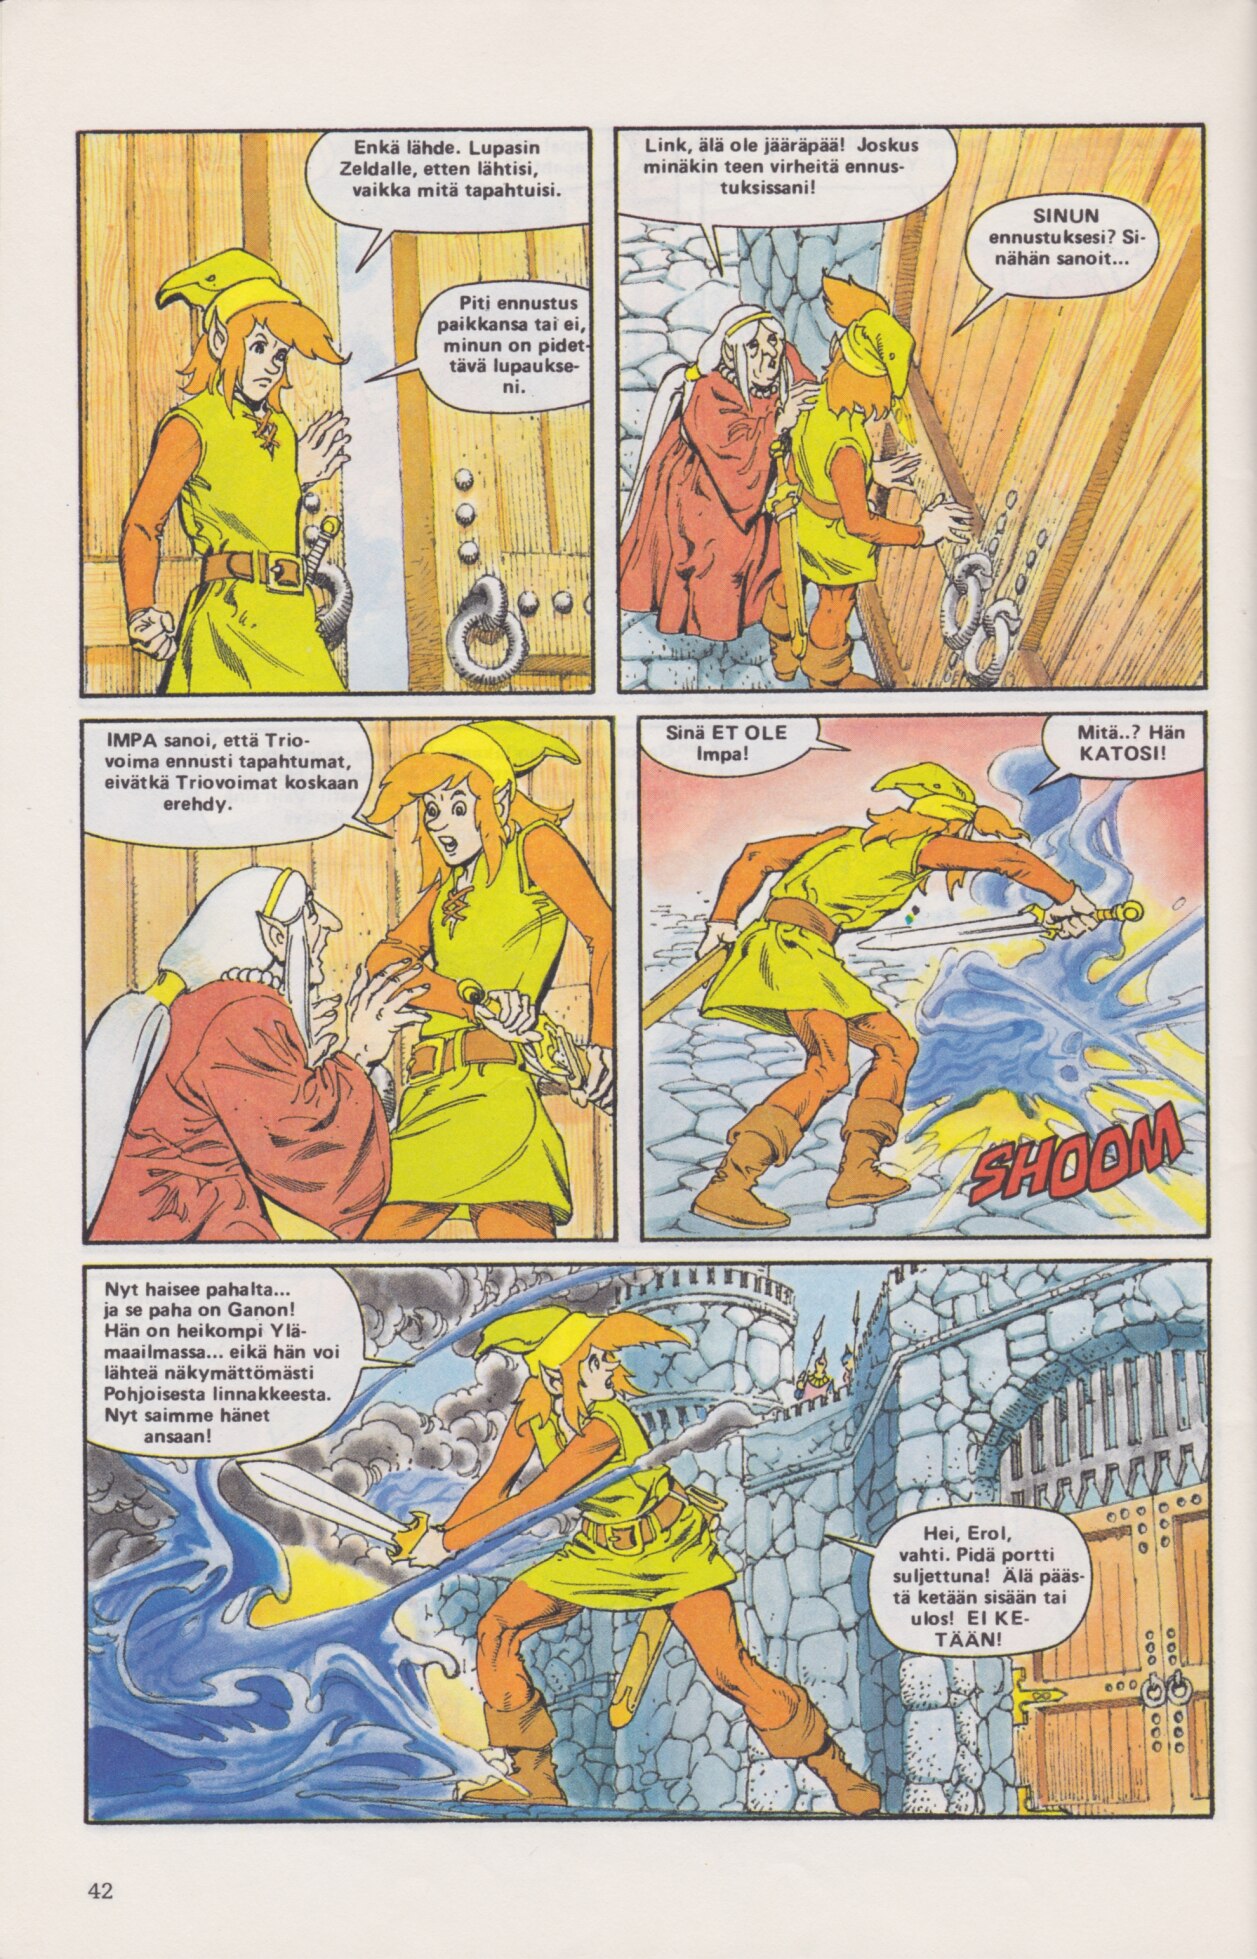 Enkä lähde. Lupasin
Zeldalle, etten lähtisi,
vaikka mitä tapahtuisi.
Piti ennustus
paikkansa tai ei,
minun on pidet-
tävä lupaukse-
ni.
Link, älä ole jääräpää! Joskus
minäkin teen virheitä ennus-
tuksissani!
SINUN
ennustuksesi? Si-
nähän sanoit...
IMPA sanoi, että Trio-
voima ennusti tapahtumat,
eivätkä Triovoimat koskaan
erehdy.
Sinä ET OLE
Impa!
Mitä..? Hän
KATOSI!
SHOOM
Nyt haisee pahalta...
ja se paha on Ganon!
Hän on heikompi Ylä-
maailmassa... eikä hän voi
lähteä näkymättömästi
Pohjoisesta linnakkeesta.
Nyt saimme hänet
ansaan!
Hei, Erol,
vahti. Pidä portti
suljettuna! Älä pääs-
tä ketään sisään tai
ulos! EI KE-
TÄÄN!
42